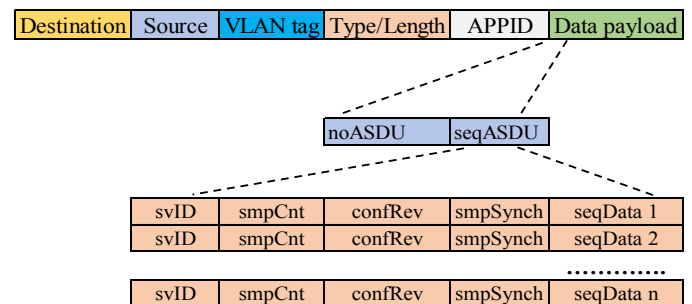 Destination Source VLAN tag Type/Length APPID Data payload
noASDU seqASDU
svID smpCnt confRev smpSynch seqData 1
svID smpCnt confRev smpSynch seqData 2
.............
svID smpCnt confRev smpSynch seqData n